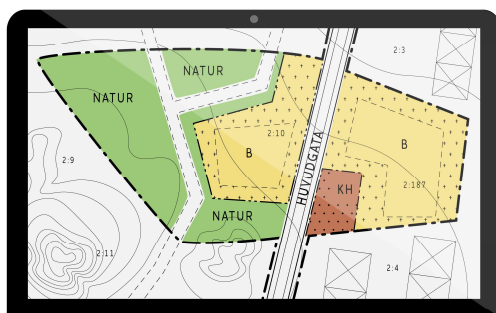 2:3
NATUR
NATUR
2:10
B
B
2:9
HUVUDGATA
KH
2:187
NATUR
2:11
2:4